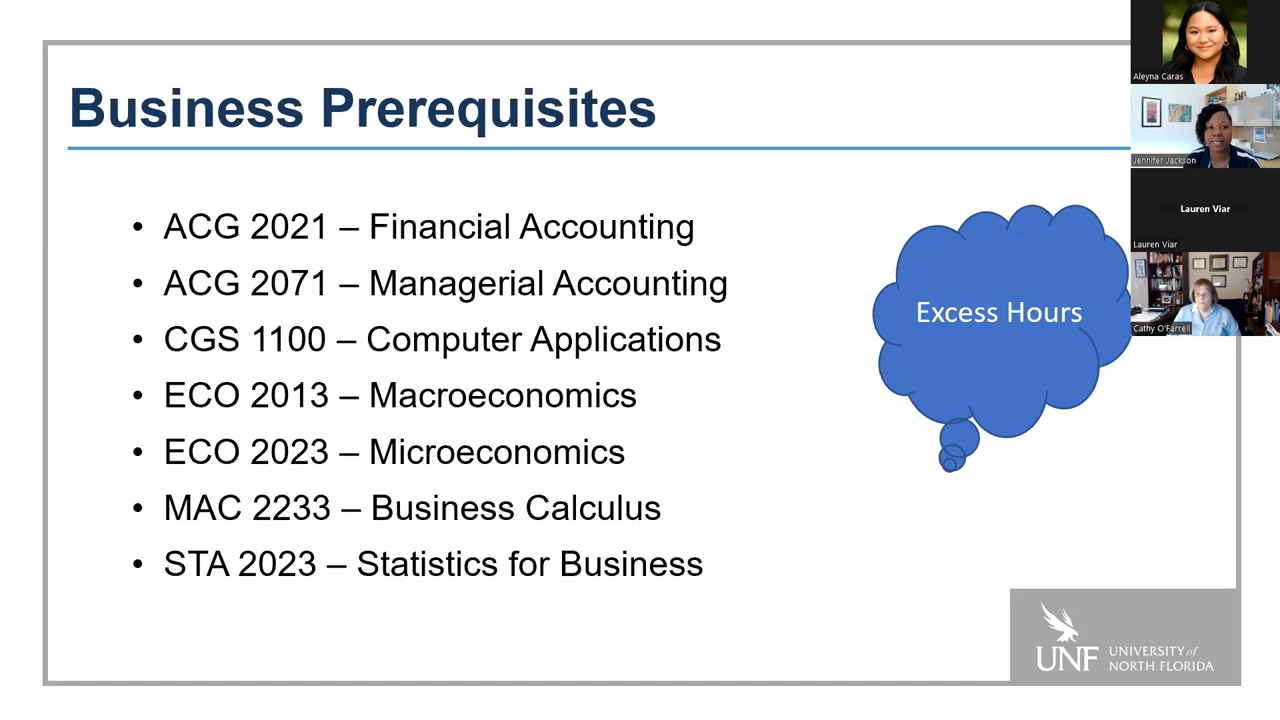 Business Prerequisites
• ACG 2021 – Financial Accounting
• ACG 2071 – Managerial Accounting
• CGS 1100 – Computer Applications
• ECO 2013 – Macroeconomics
• ECO 2023 – Microeconomics
• MAC 2233 – Business Calculus
• STA 2023 – Statistics for Business
Excess Hours
Aleyna Caras
Jennifer Jackson
Lauren Viar
Lauren Viar
Cathy O'Farrell
UNF
UNIVERSITY of
NORTH FLORIDA